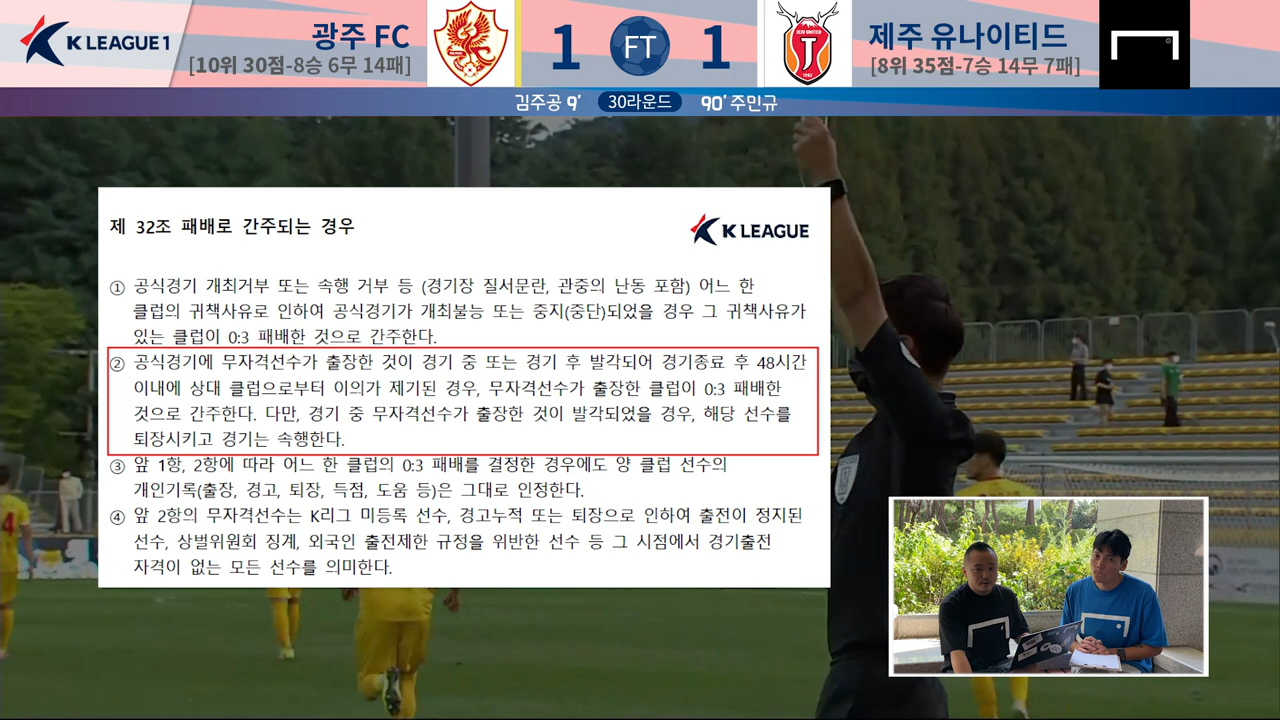 K LEAGUE 1
광주 FC
[10위 30점-8승 6무 14패]
1 FT 1
JEJU UNITED
J
제주 유나이티드
[8위 35점-7승 14무 7패]
김주공 9' 30라운드 90' 주민규
제 32조 패배로 간주되는 경우
K LEAGUE
① 공식경기 개최거부 또는 속행 거부 등 (경기장 질서문란, 관중의 난동 포함) 어느 한
클럽의 귀책사유로 인하여 공식경기가 개최불능 또는 중지(중단)되었을 경우 그 귀책사유가
있는 클럽이 0:3 패배한 것으로 간주한다.
② 공식경기에 무자격선수가 출장한 것이 경기 중 또는 경기 후 발각되어 경기종료 후 48시간
이내에 상대 클럽으로부터 이의가 제기된 경우, 무자격선수가 출장한 클럽이 0:3 패배한
것으로 간주한다. 다만, 경기 중 무자격선수가 출장한 것이 발각되었을 경우, 해당 선수를
퇴장시키고 경기는 속행한다.
③ 앞 1항, 2항에 따라 어느 한 클럽의 0:3 패배를 결정한 경우에도 양 클럽 선수의
개인기록(출장, 경고, 퇴장, 득점, 도움 등)은 그대로 인정한다.
④ 앞 2항의 무자격선수는 K리그 미등록 선수, 경고누적 또는 퇴장으로 인하여 출전이 정지된
선수, 상벌위원회 징계, 외국인 출전제한 규정을 위반한 선수 등 그 시점에서 경기출전
자격이 없는 모든 선수를 의미한다.
4